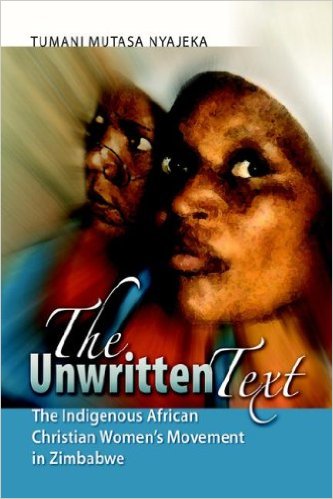 TUMANI MUTASA NYAJEKA
The
Unwritten Text
The Indigenous African
Christian Women's Movement
in Zimbabwe